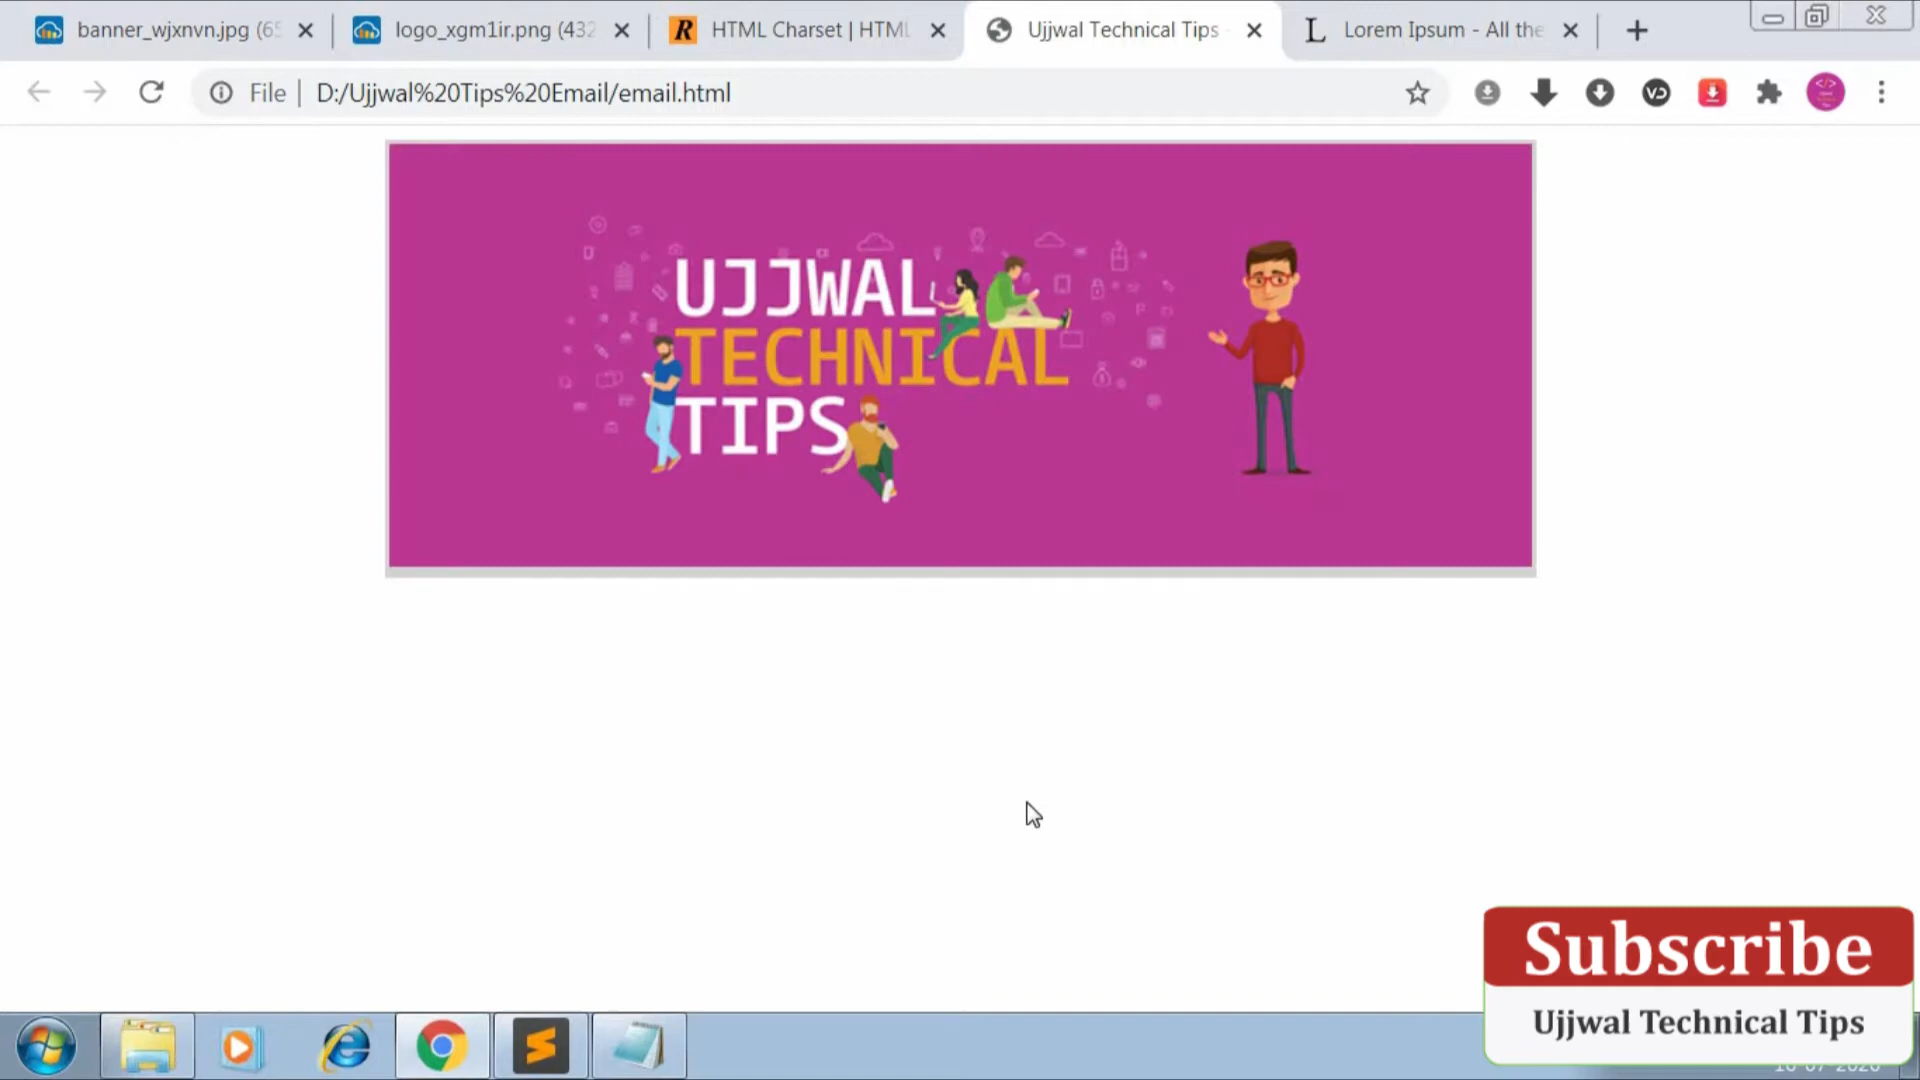 banner_wjxnvn.jpg (65
logo_xgm1ir.png (432
HTML Charset | HTML
Ujjwal Technical Tips
Lorem Ipsum - All the
File
D:/Ujjwal%20Tips%20Email/email.html
UJJWAL
TECHNICAL
TIPS
Subscribe
Ujjwal Technical Tips